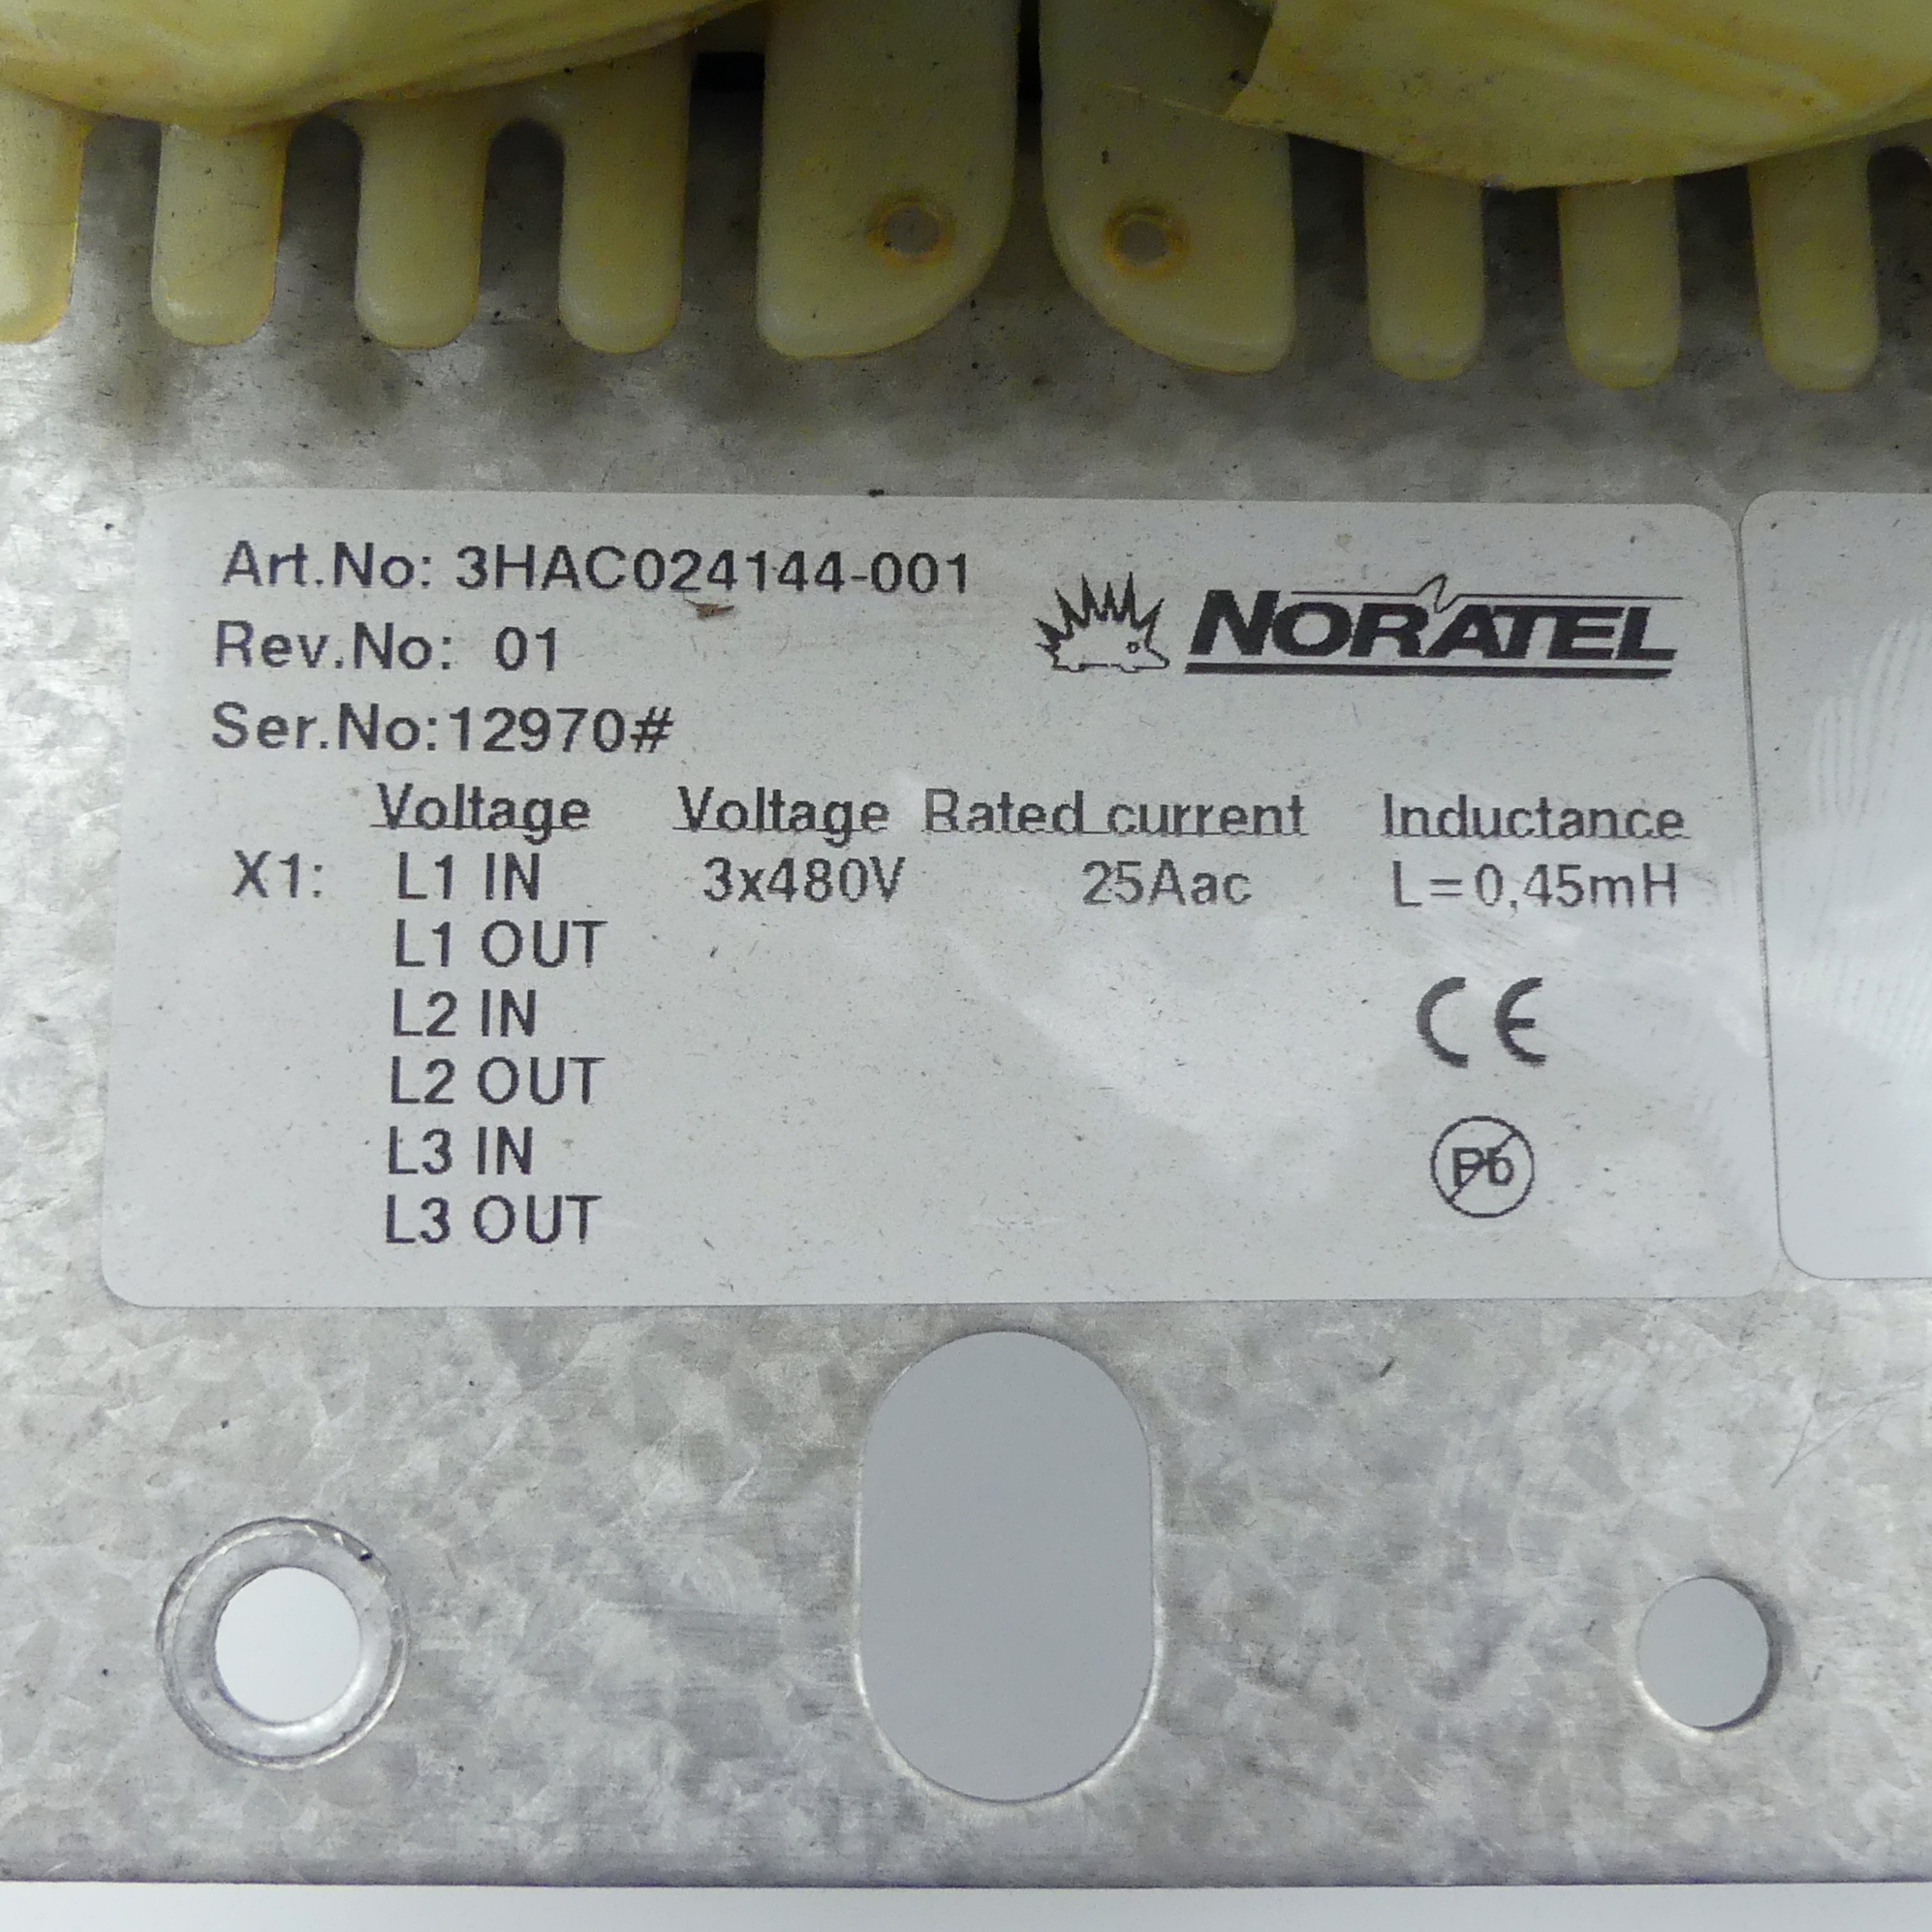 Art.No: 3HAC024144-001
NORATEL
Rev.No: 01
Ser.No:12970#
Voltage Voltage Rated current Inductance
X1: L1 IN 3x480V 25Aac L=0,45mH
L1 OUT
L2 IN
CE
L2 OUT
L3 IN
Pb
L3 OUT